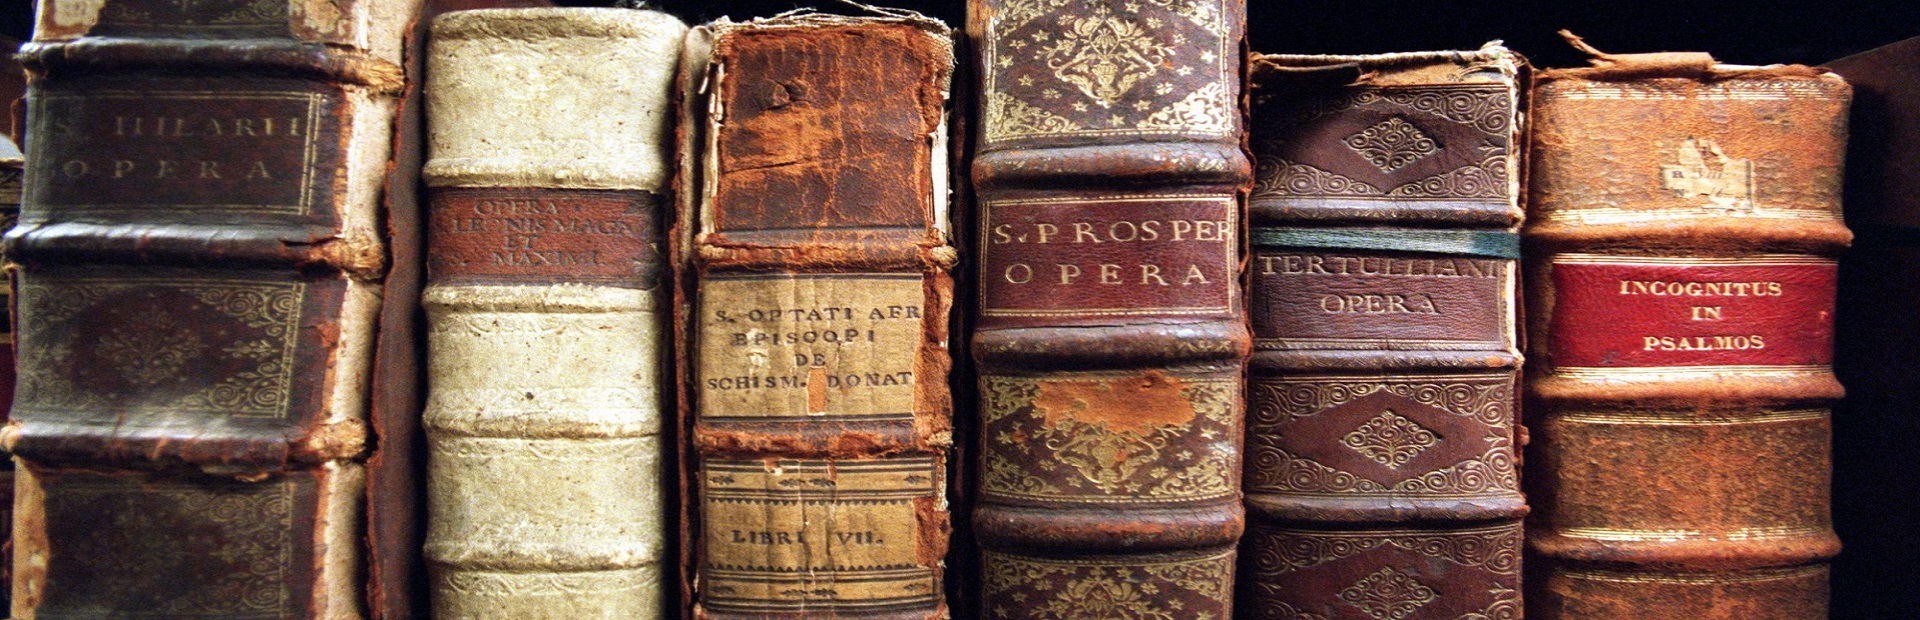 S. HILARII
OPERA
OPERA
LEONIS MAGN
ET
S. MAXIMI.
S. OPTATI AFR
EPISCOPI
DE
SCHISM. DONAT
LIBRI VII.
S. PROSPER
OPERA
TERTULLIANI
OPERA
INCOGNITUS
IN
PSALMOS